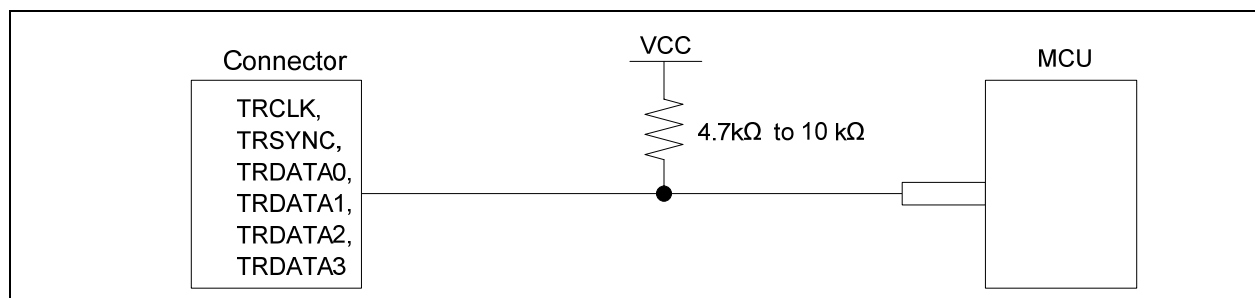 Connector
TRCLK,
TRSYNC,
TRDATA0,
TRDATA1,
TRDATA2,
TRDATA3
VCC
4.7kΩ to 10 kΩ
MCU